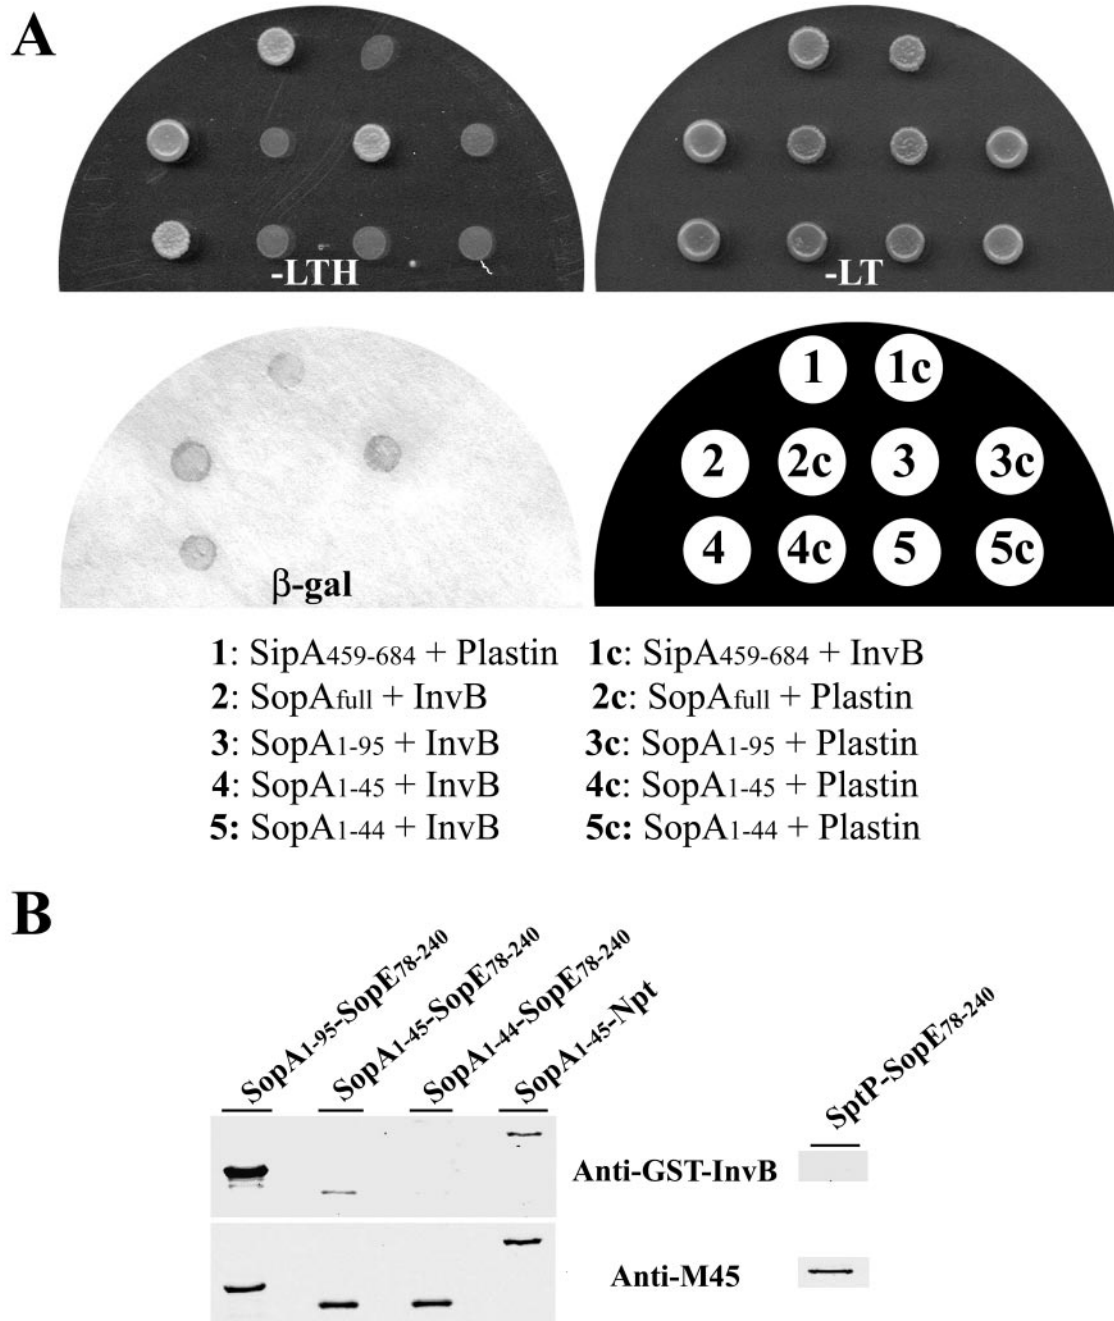 A
-LTH
-LT
1 1c
2 2c 3 3c
4 4c 5 5c
β-gal
1: SipA459-684 + Plastin 1c: SipA459-684 + InvB
2: SopAfull + InvB 2c: SopAfull + Plastin
3: SopA1-95 + InvB 3c: SopA1-95 + Plastin
4: SopA1-45 + InvB 4c: SopA1-45 + Plastin
5: SopA1-44 + InvB 5c: SopA1-44 + Plastin
B
SopA1-95-SopE78-240
SopA1-45-SopE78-240
SopA1-44-SopE78-240
SopA1-45-Npt
SptP-SopE78-240
Anti-GST-InvB
Anti-M45